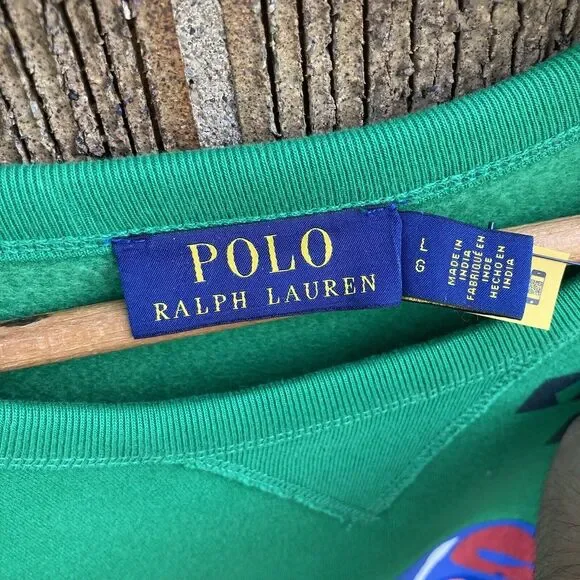 POLO
RALPH LAUREN
L
G
MADE IN
INDIA
FABRIQUÉ EN
INDE
HECHO EN
INDIA